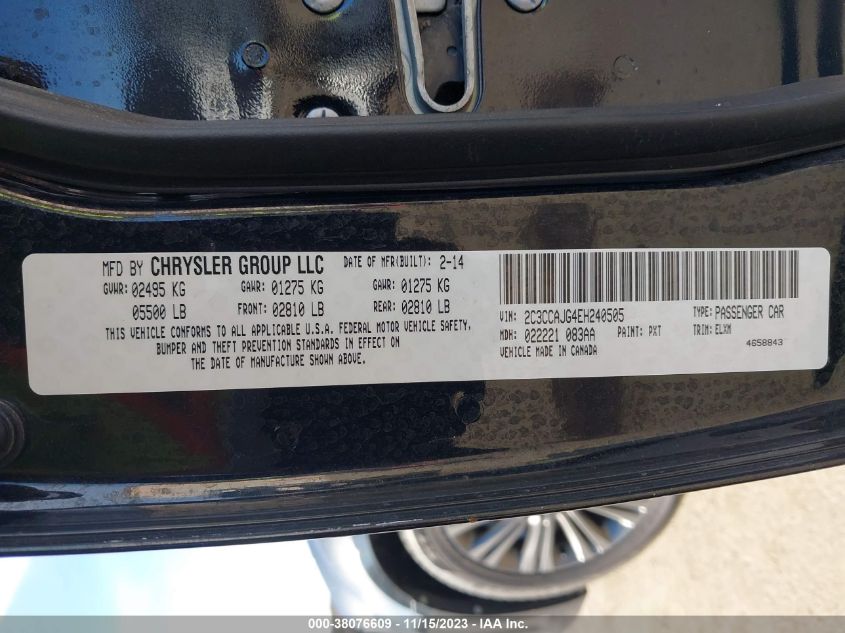 MFD BY CHRYSLER GROUP LLC DATE OF MFR(BUILT): 2-14
GVWR: 02495 KG GAWR: 01275 KG GAWR: 01275 KG
05500 LB FRONT: 02810 LB REAR: 02810 LB
THIS VEHICLE CONFORMS TO ALL APPLICABLE U.S.A. FEDERAL MOTOR VEHICLE SAFETY,
BUMPER AND THEFT PREVENTION STANDARDS IN EFFECT ON
THE DATE OF MANUFACTURE SHOWN ABOVE.
VIN: 2C3CCAJG4EH240505 TYPE: PASSENGER CAR
MDH: 022221 083AA PAINT: PXT TRIM: ELXM
VEHICLE MADE IN CANADA 4658843
000-38076609 - 11/15/2023 - IAA Inc.